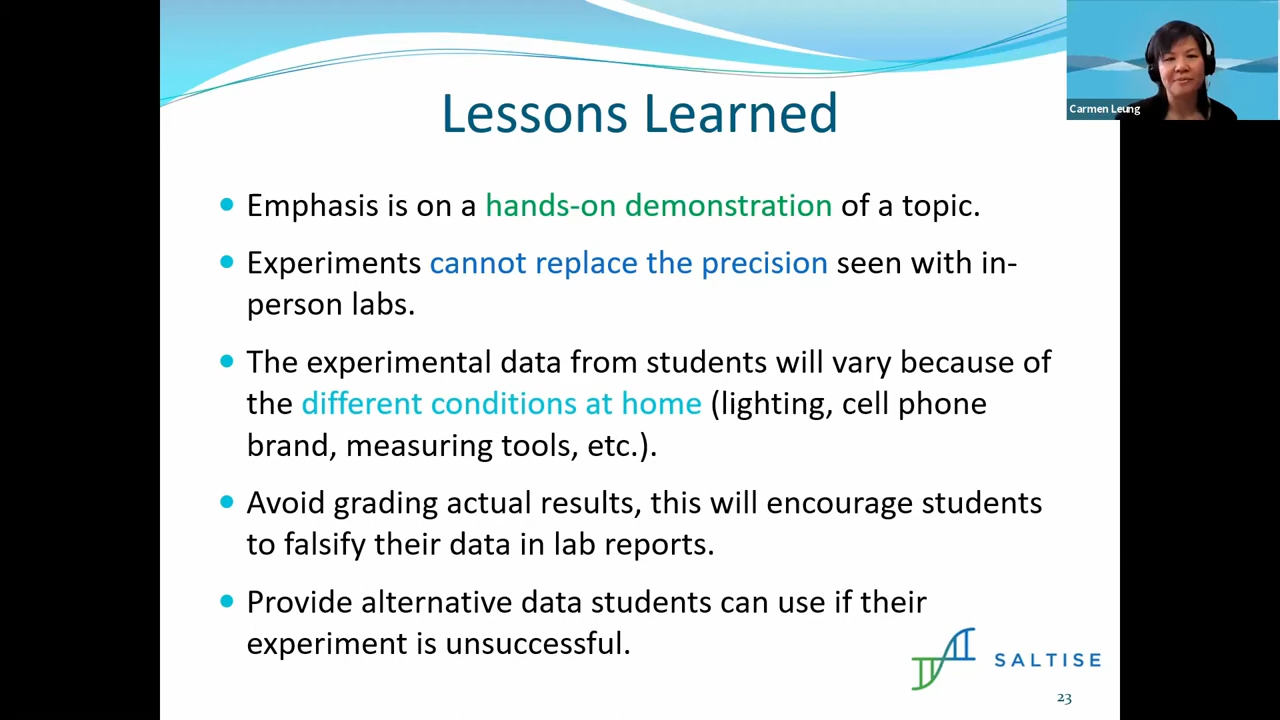 Carmen Leung
Lessons Learned
Emphasis is on a hands-on demonstration of a topic.
Experiments cannot replace the precision seen with in-
person labs.
The experimental data from students will vary because of
the different conditions at home (lighting, cell phone
brand, measuring tools, etc.).
Avoid grading actual results, this will encourage students
to falsify their data in lab reports.
Provide alternative data students can use if their
experiment is unsuccessful.
SALTISE
23